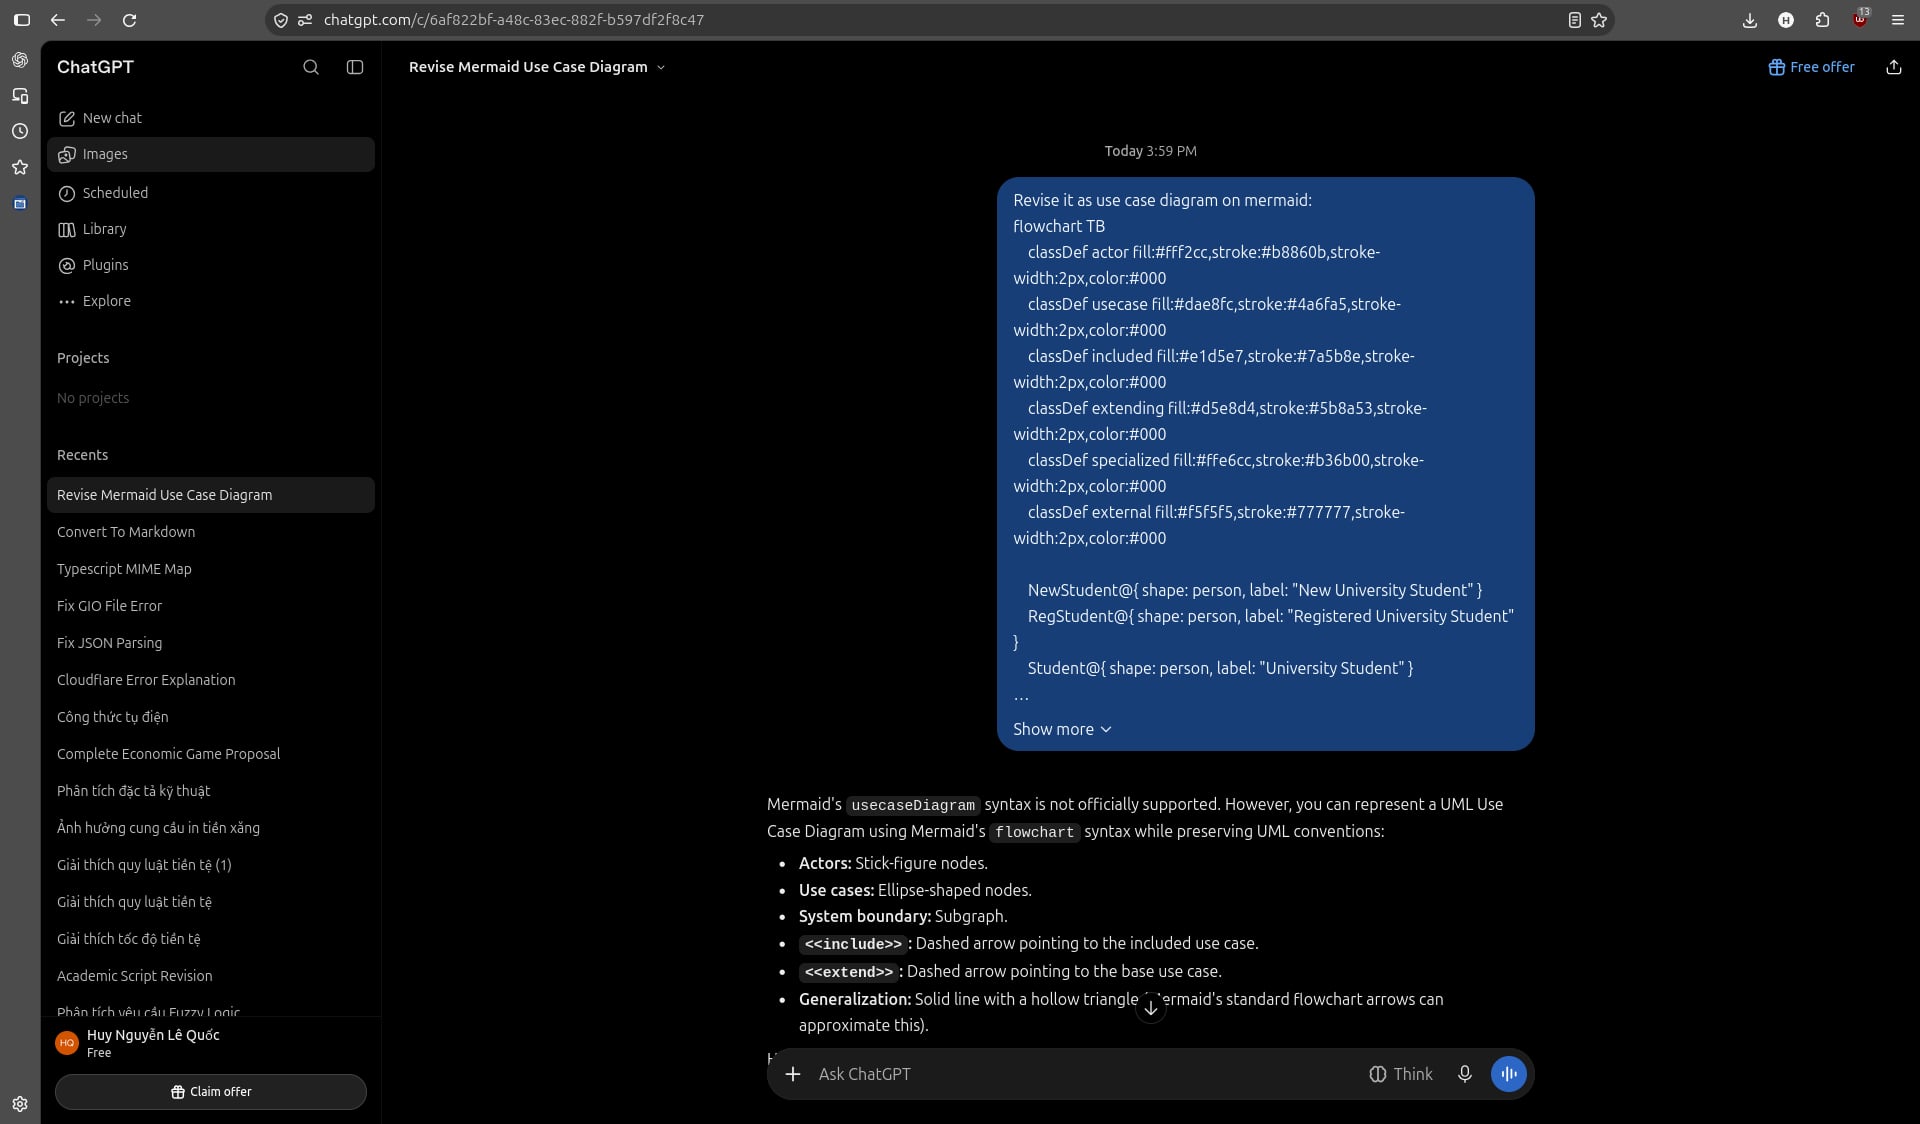 chatgpt.com/c/6af822bf-a48c-83ec-882f-b597df2f8c47
H
13
ChatGPT
New chat
Images
Scheduled
Library
Plugins
Explore
Projects
No projects
Recents
Revise Mermaid Use Case Diagram
Convert To Markdown
Typescript MIME Map
Fix GIO File Error
Fix JSON Parsing
Cloudflare Error Explanation
Công thức tụ điện
Complete Economic Game Proposal
Phân tích đặc tả kỹ thuật
Ảnh hưởng cung cầu in tiền xăng
Giải thích quy luật tiền tệ (1)
Giải thích quy luật tiền tệ
Giải thích tốc độ tiền tệ
Academic Script Revision
Phân tích yêu cầu Fuzzy Logic
HQ
Huy Nguyễn Lê Quốc
Free
Claim offer
Revise Mermaid Use Case Diagram
Free offer
Today 3:59 PM
Revise it as use case diagram on mermaid:
flowchart TB
classDef actor fill:#fff2cc,stroke:#b8860b,stroke-
width:2px,color:#000
classDef usecase fill:#dae8fc,stroke:#4a6fa5,stroke-
width:2px,color:#000
classDef included fill:#e1d5e7,stroke:#7a5b8e,stroke-
width:2px,color:#000
classDef extending fill:#d5e8d4,stroke:#5b8a53,stroke-
width:2px,color:#000
classDef specialized fill:#ffe6cc,stroke:#b36b00,stroke-
width:2px,color:#000
classDef external fill:#f5f5f5,stroke:#777777,stroke-
width:2px,color:#000
NewStudent@{ shape: person, label: "New University Student" }
RegStudent@{ shape: person, label: "Registered University Student"
}
Student@{ shape: person, label: "University Student" }
...
Show more
Mermaid's usecaseDiagram syntax is not officially supported. However, you can represent a UML Use
Case Diagram using Mermaid's flowchart syntax while preserving UML conventions:
• Actors: Stick-figure nodes.
• Use cases: Ellipse-shaped nodes.
• System boundary: Subgraph.
• <<include>> : Dashed arrow pointing to the included use case.
• <<extend>> : Dashed arrow pointing to the base use case.
• Generalization: Solid line with a hollow triangle ermaid's standard flowchart arrows can
approximate this).
Ask ChatGPT
Think